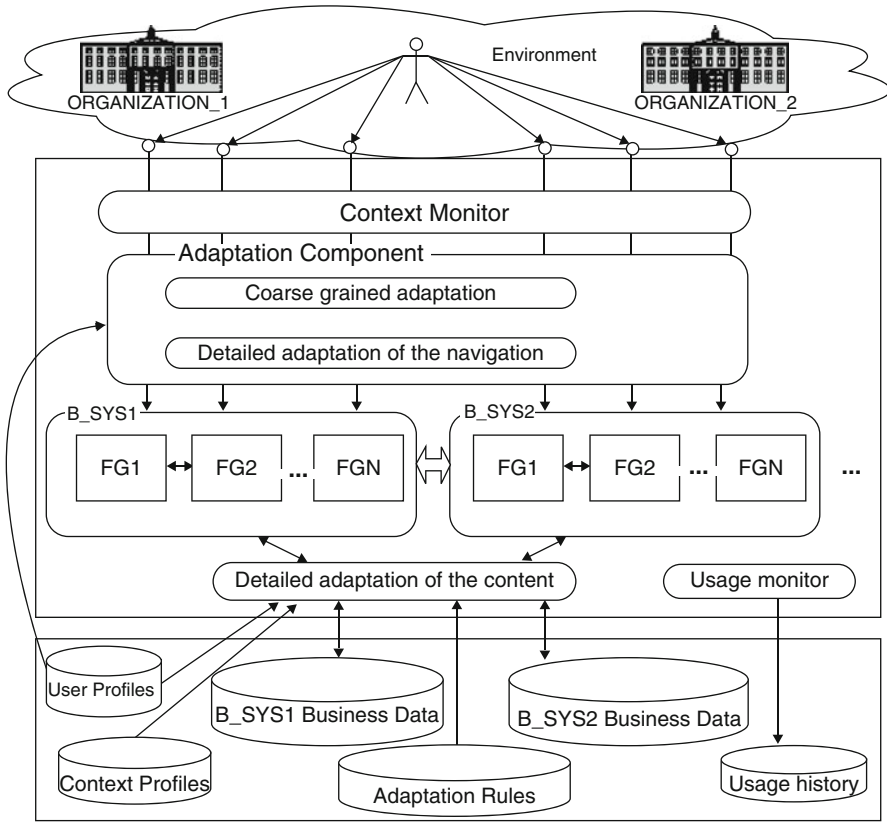 Environment
ORGANIZATION_1
ORGANIZATION_2
Context Monitor
Adaptation Component
Coarse grained adaptation
Detailed adaptation of the navigation
B_SYS1
B_SYS2
FG1
FG2
...
FGN
FG1
FG2
...
FGN
...
Detailed adaptation of the content
Usage monitor
User Profiles
B_SYS1 Business Data
B_SYS2 Business Data
Context Profiles
Adaptation Rules
Usage history